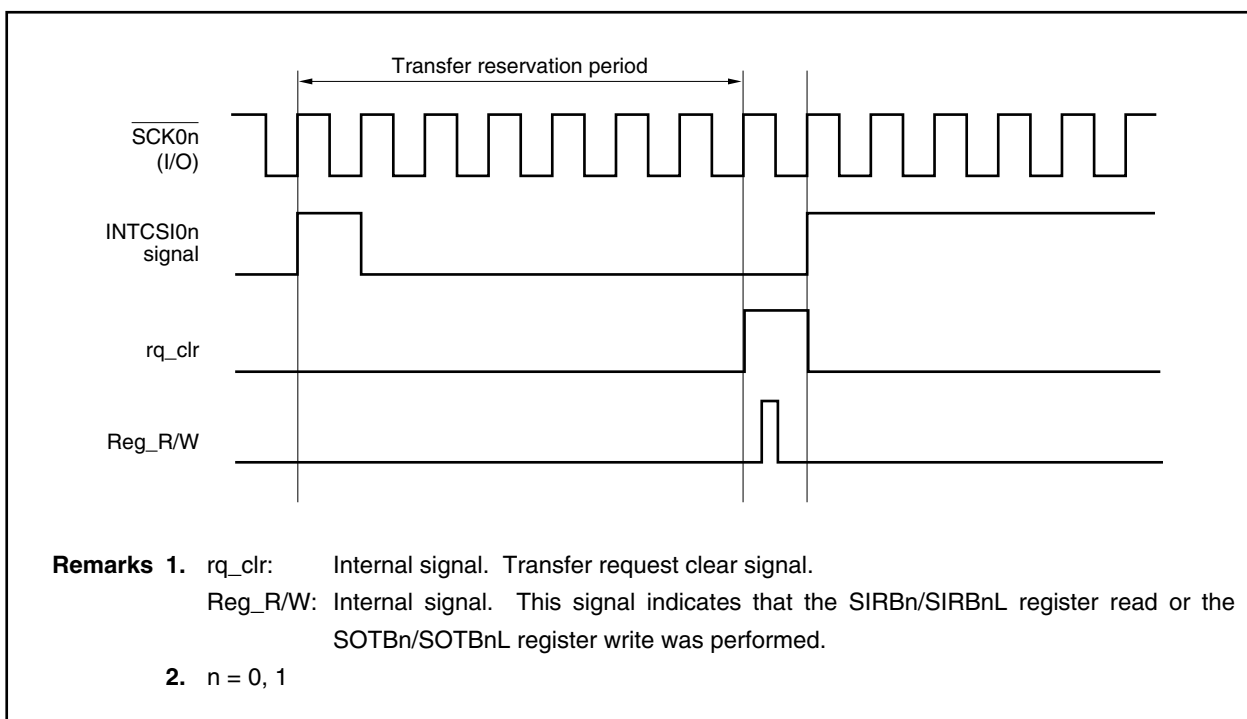 Transfer reservation period
SCK0n
(I/O)
INTCSI0n
signal
rq_clr
Reg_R/W
Remarks 1. rq_clr: Internal signal. Transfer request clear signal.
Reg_R/W: Internal signal. This signal indicates that the SIRBn/SIRBnL register read or the
SOTBn/SOTBnL register write was performed.
2. n = 0, 1